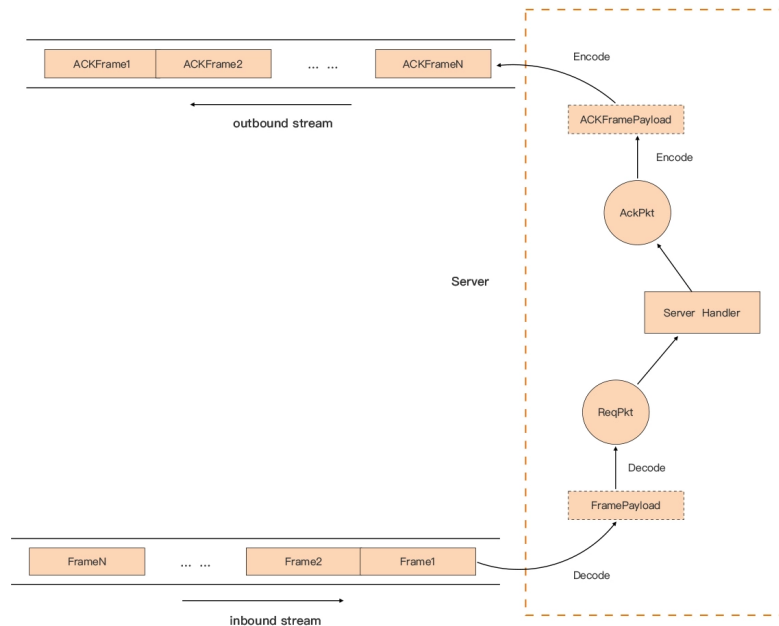 ACKFrame1
ACKFrame2
... ...
ACKFrameN
Encode
outbound stream
ACKFramePayload
Encode
AckPkt
Server
Server Handler
ReqPkt
Decode
FramePayload
FrameN
... ...
Frame2
Frame1
Decode
inbound stream